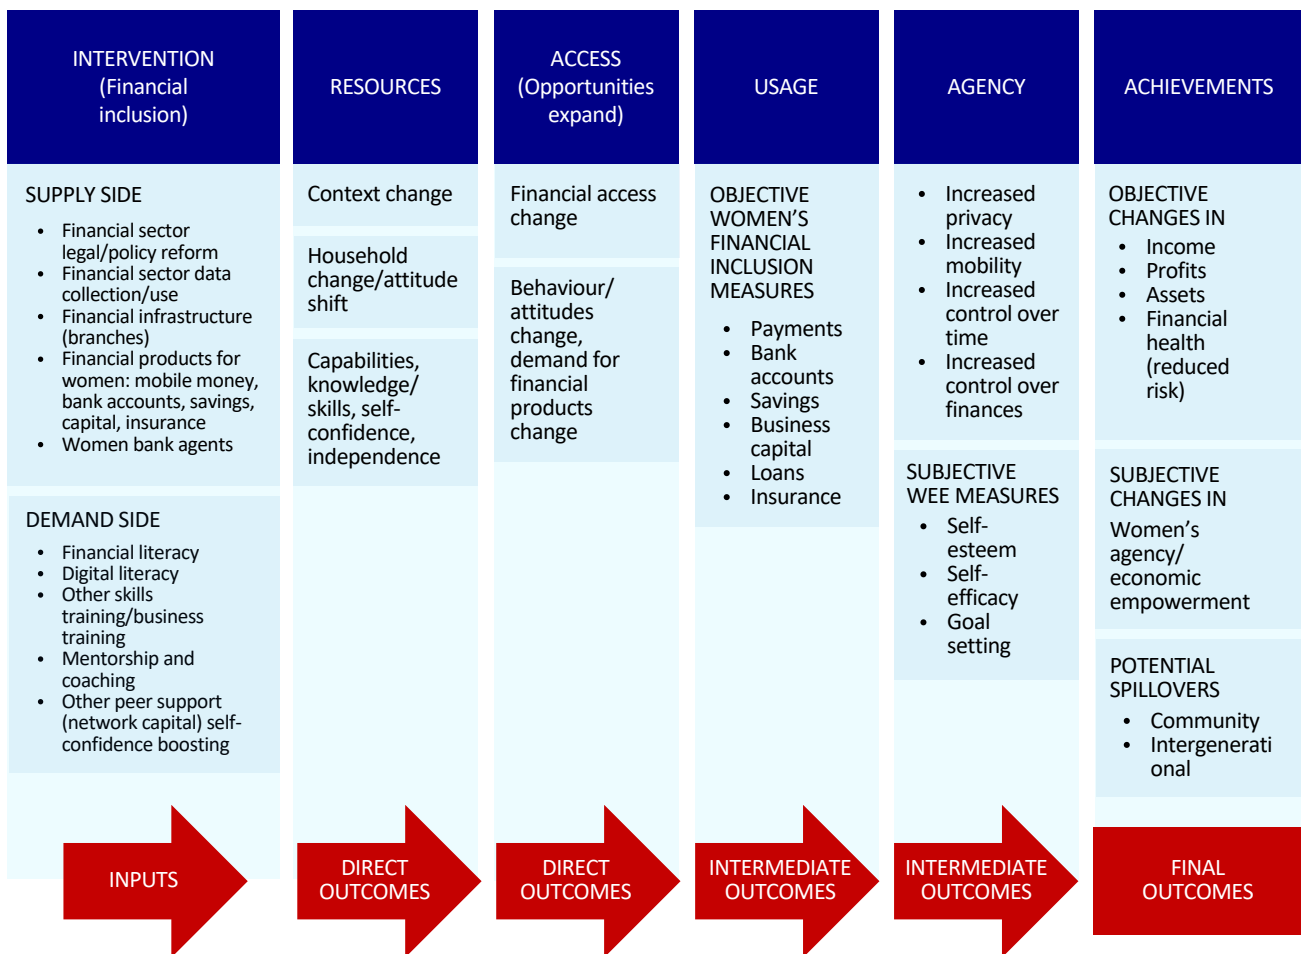 INTERVENTION
(Financial
inclusion)
RESOURCES
ACCESS
(Opportunities
expand)
USAGE
AGENCY
ACHIEVEMENTS
SUPPLY SIDE
• Financial sector
legal/policy reform
• Financial sector data
collection/use
• Financial infrastructure
(branches)
• Financial products for
women: mobile money,
bank accounts, savings,
capital, insurance
• Women bank agents
DEMAND SIDE
• Financial literacy
• Digital literacy
• Other skills
training/business
training
• Mentorship and
coaching
• Other peer support
(network capital) self-
confidence boosting
Context change
Household
change/attitude
shift
Capabilities,
knowledge/
skills, self-
confidence,
independence
Financial access
change
Behaviour/
attitudes
change,
demand for
financial
products
change
OBJECTIVE
WOMEN’S
FINANCIAL
INCLUSION
MEASURES
• Payments
• Bank
accounts
• Savings
• Business
capital
• Loans
• Insurance
• Increased
privacy
• Increased
mobility
• Increased
control over
time
• Increased
control over
finances
SUBJECTIVE
WEE MEASURES
• Self-
esteem
• Self-
efficacy
• Goal
setting
OBJECTIVE
CHANGES IN
• Income
• Profits
• Assets
• Financial
health
(reduced
risk)
SUBJECTIVE
CHANGES IN
Women’s
agency/
economic
empowerment
POTENTIAL
SPILLOVERS
• Community
• Intergenerati
onal
INPUTS
DIRECT
OUTCOMES
DIRECT
OUTCOMES
INTERMEDIATE
OUTCOMES
INTERMEDIATE
OUTCOMES
FINAL
OUTCOMES